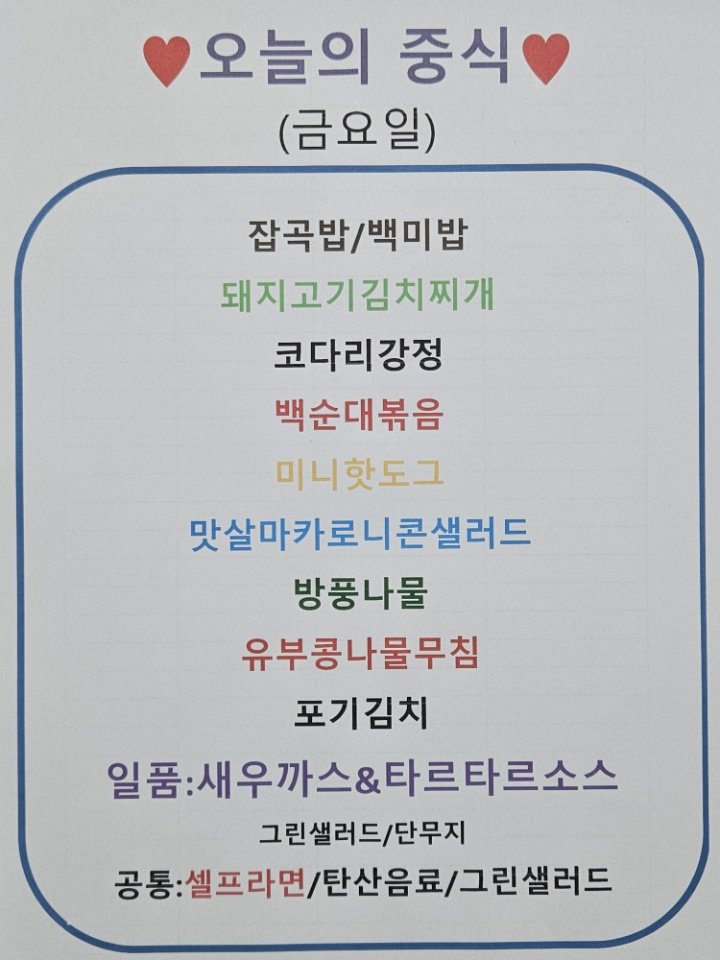 ♥오늘의 중식♥
(금요일)
잡곡밥/백미밥
돼지고기김치찌개
코다리강정
백순대볶음
미니핫도그
맛살마카로니콘샐러드
방풍나물
유부콩나물무침
포기김치
일품:새우까스&타르타르소스
그린샐러드/단무지
공통:셀프라면/탄산음료/그린샐러드